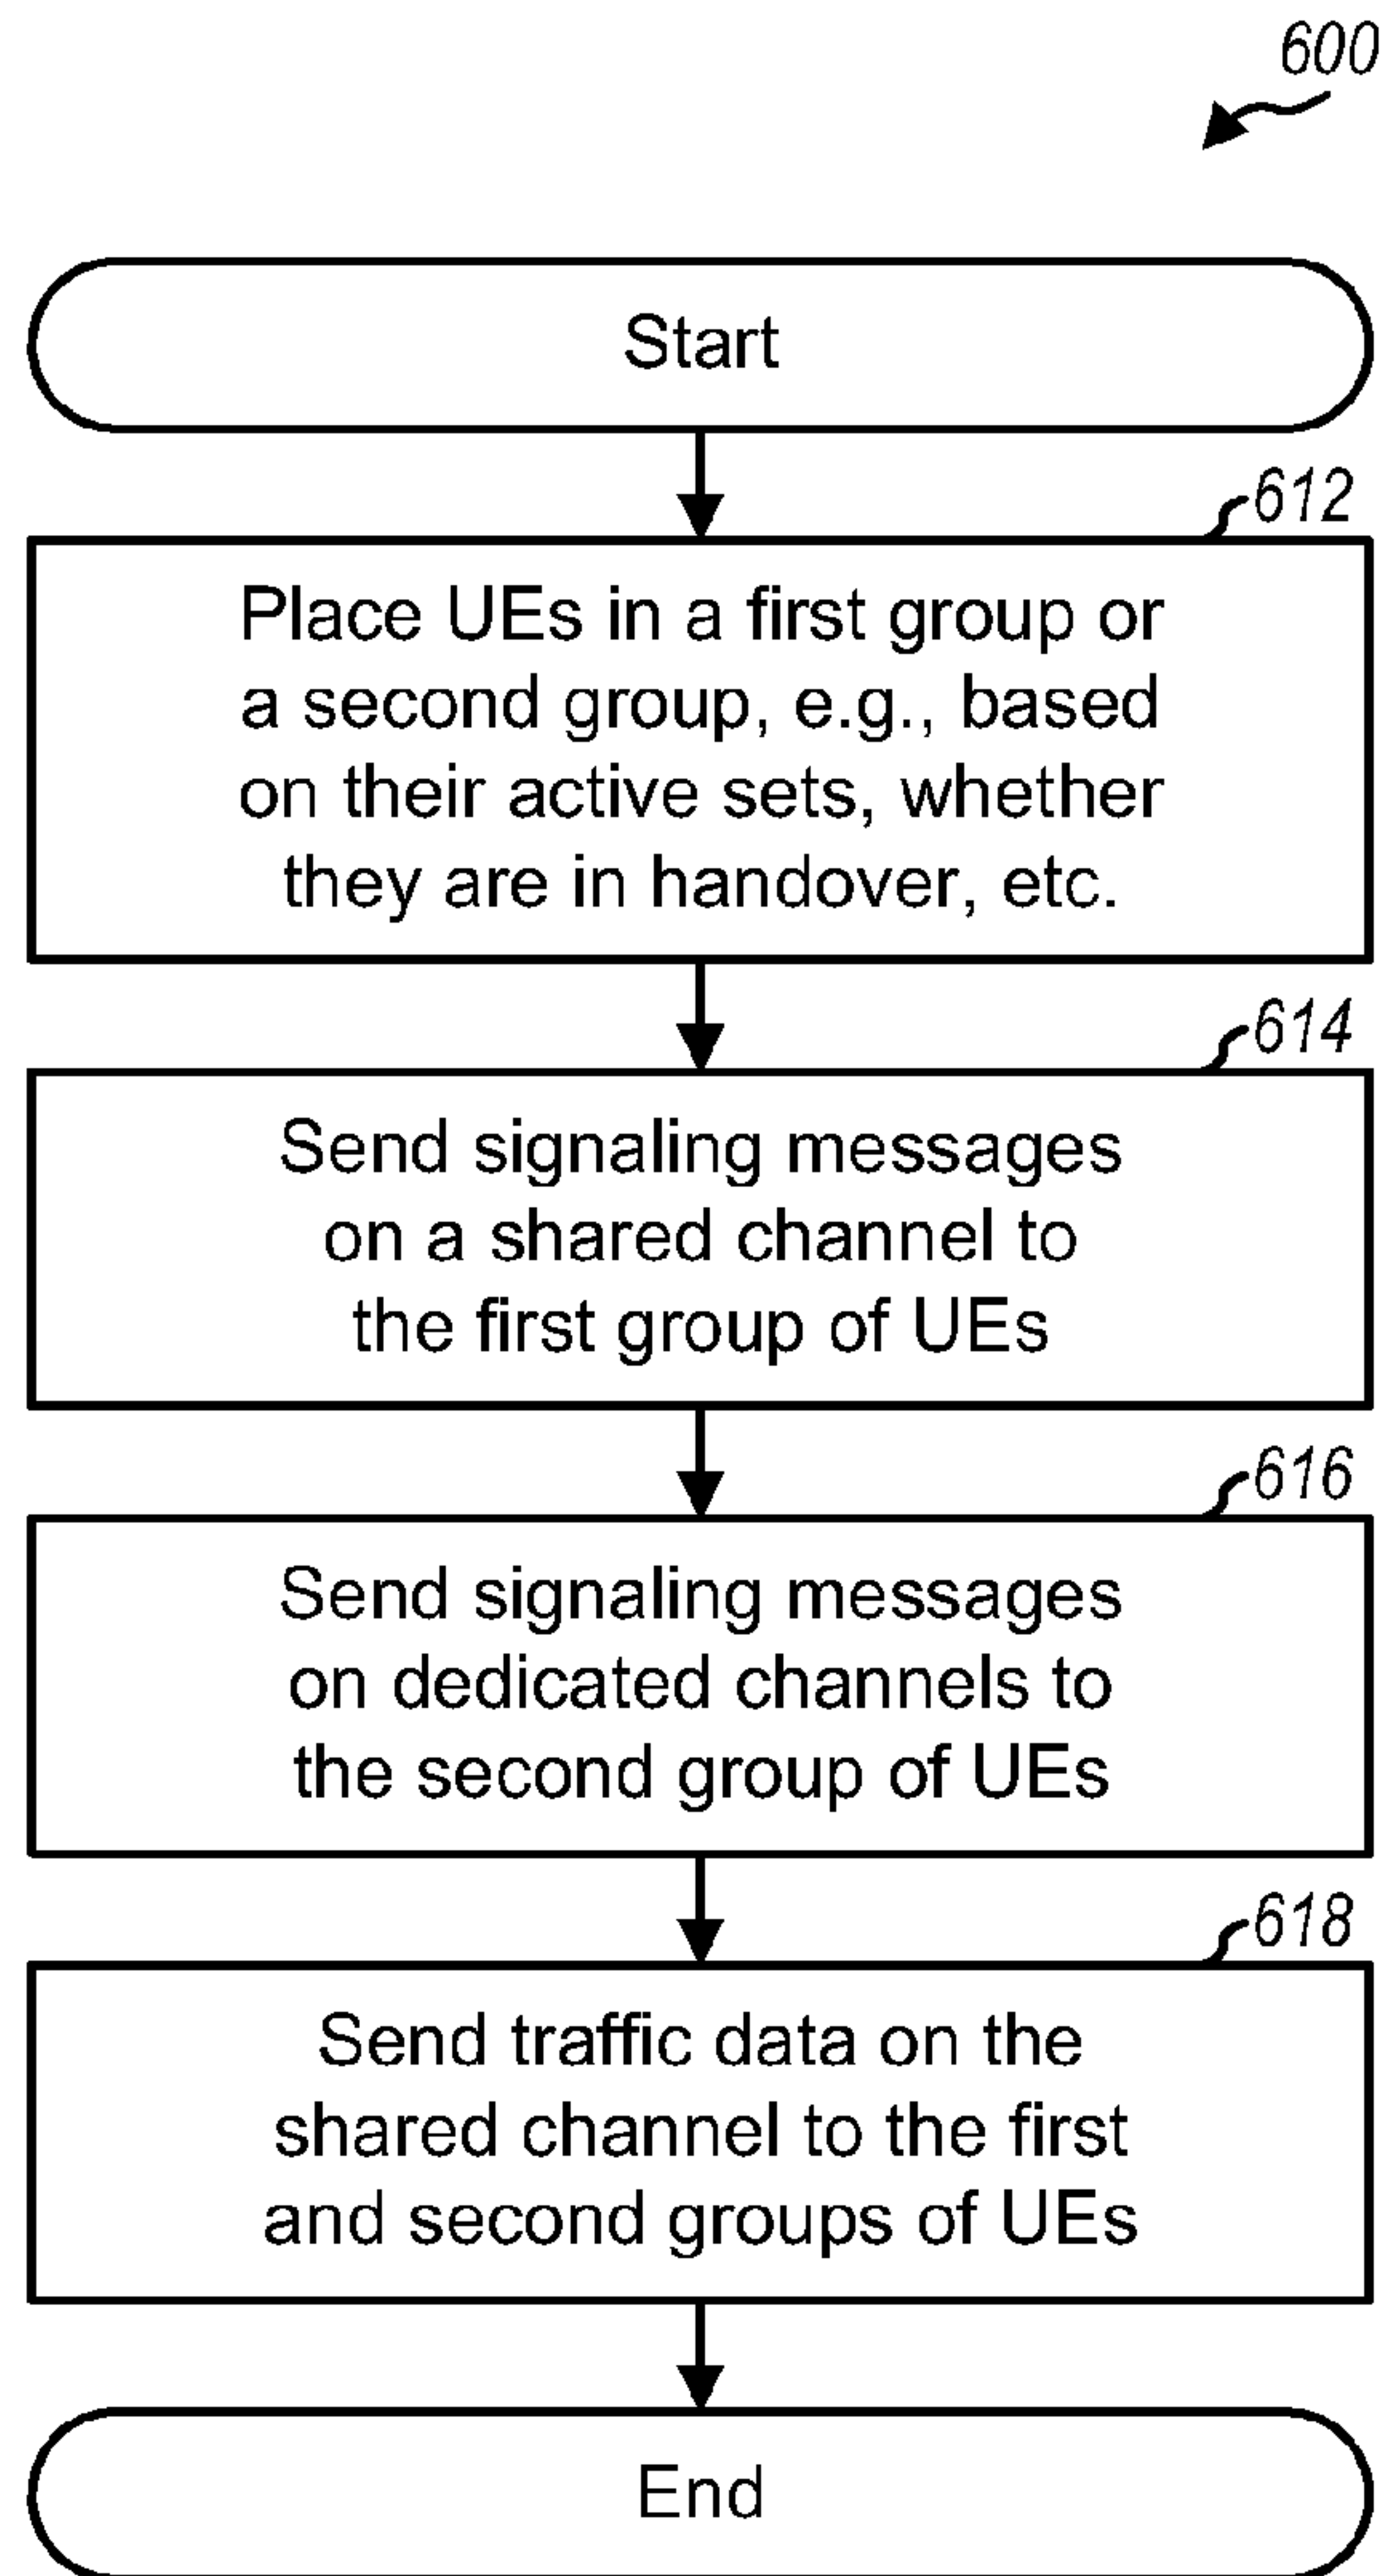 600
Start
612
Place UEs in a first group or
a second group, e.g., based
on their active sets, whether
they are in handover, etc.
614
Send signaling messages
on a shared channel to
the first group of UEs
616
Send signaling messages
on dedicated channels to
the second group of UEs
618
Send traffic data on the
shared channel to the first
and second groups of UEs
End